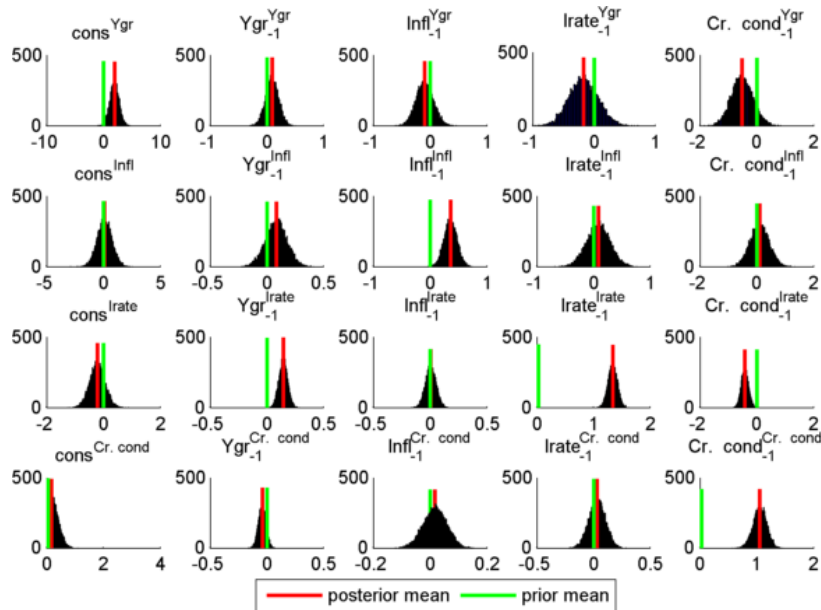 cons^Ygr Ygr_-1^Ygr Infl_-1^Ygr Irate_-1^Ygr Cr. cond_-1^Ygr
500 500 500 500 500
0 0 0 0 0
-10 0 10 -1 0 1 -1 0 1 -1 0 1 -2 0 2
cons^Infl Ygr_-1^Infl Infl_-1^Infl Irate_-1^Infl Cr. cond_-1^Infl
500 500 500 500 500
0 0 0 0 0
-5 0 5 -0.5 0 0.5 -1 0 1 -1 0 1 -2 0 2
cons^Irate Ygr_-1^Irate Infl_-1^Irate Irate_-1^Irate Cr. cond_-1^Irate
500 500 500 500 500
0 0 0 0 0
-2 0 2 -0.5 0 0.5 -0.5 0 0.5 0 1 2 -2 0 2
cons^Cr. cond Ygr_-1^Cr. cond Infl_-1^Cr. cond Irate_-1^Cr. cond Cr. cond_-1^Cr. cond
500 500 500 500 500
0 0 0 0 0
0 2 4 -0.5 0 0.5 -0.2 0 0.2 -0.5 0 0.5 0 1 2
posterior mean prior mean